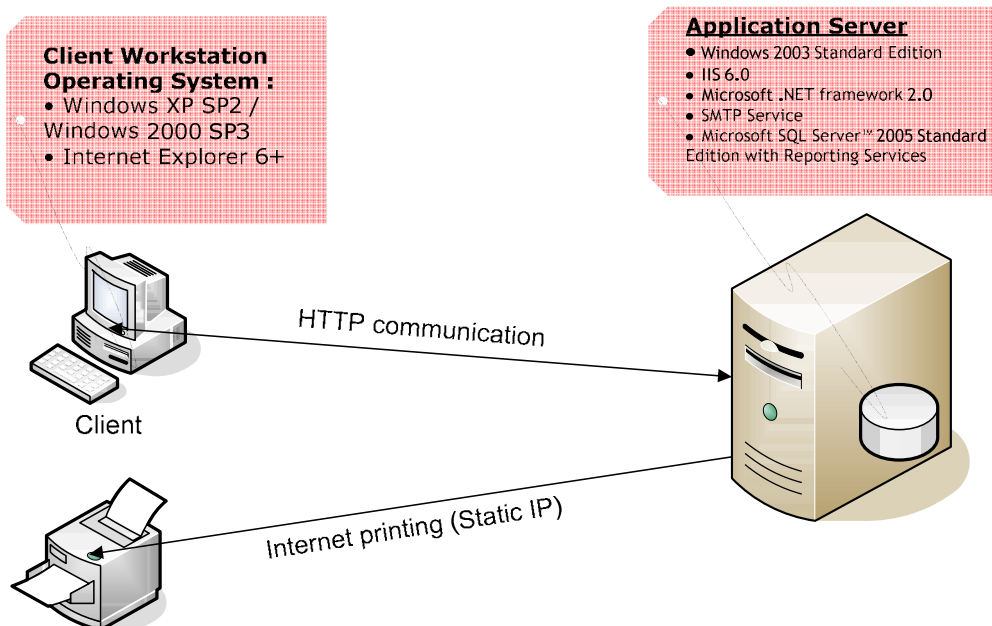 Client Workstation
Operating System :
• Windows XP SP2 /
Windows 2000 SP3
• Internet Explorer 6+
Application Server
• Windows 2003 Standard Edition
• IIS 6.0
• Microsoft .NET framework 2.0
• SMTP Service
• Microsoft SQL Server™ 2005 Standard
Edition with Reporting Services
HTTP communication
Client
Internet printing (Static IP)